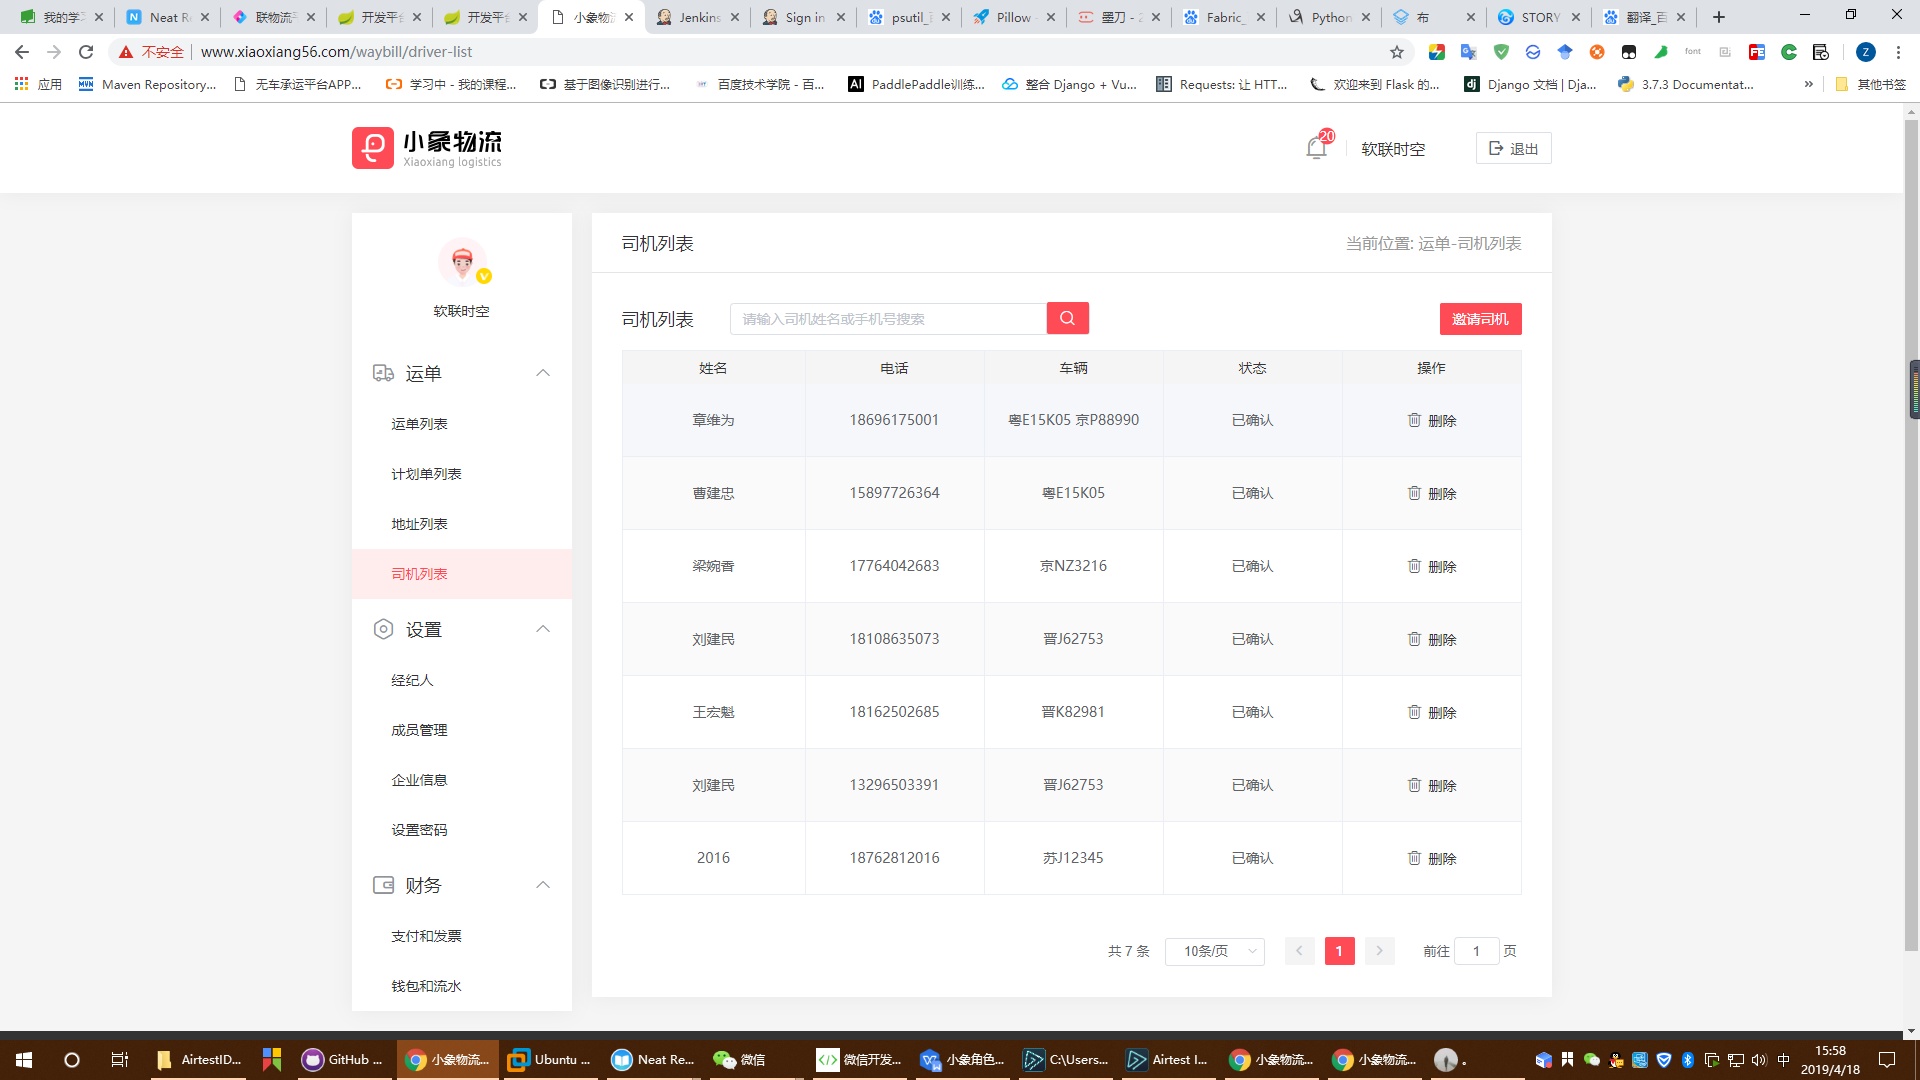 我的学 Neat R 联物流 开发平台 开发平台 小象物 Jenkins Sign in psutil_ Pillow 墨刀 - Fabric_ Python 布 STORY 翻译_百
不安全 www.xiaoxiang56.com/waybill/driver-list
应用 Maven Repository... 无车承运平台APP... 学习中 - 我的课程... 基于图像识别进行... 百度技术学院 - 百... PaddlePaddle训练... 整合 Django + Vu... Requests: 让 HTT... 欢迎来到 Flask 的... Django 文档 | Dja... 3.7.3 Documentat... » 其他书签
小象物流
Xiaoxiang logistics
20
软联时空
退出
软联时空
运单
运单列表
计划单列表
地址列表
司机列表
设置
经纪人
成员管理
企业信息
设置密码
财务
支付和发票
钱包和流水
司机列表 当前位置: 运单-司机列表
司机列表 请输入司机姓名或手机号搜索 邀请司机
姓名 电话 车辆 状态 操作
章维为 18696175001 粤E15K05 京P88990 已确认 删除
曹建忠 15897726364 粤E15K05 已确认 删除
梁婉香 17764042683 京NZ3216 已确认 删除
刘建民 18108635073 晋J62753 已确认 删除
王宏魁 18162502685 晋K82981 已确认 删除
刘建民 13296503391 晋J62753 已确认 删除
2016 18762812016 苏J12345 已确认 删除
共 7 条 10条/页 1 前往 1 页
AirtestID... GitHub ... 小象物流... Ubuntu ... Neat Re... 微信 微信开发... 小象角色... C:\Users... Airtest I... 小象物流... 小象物流... 中 15:58
2019/4/18